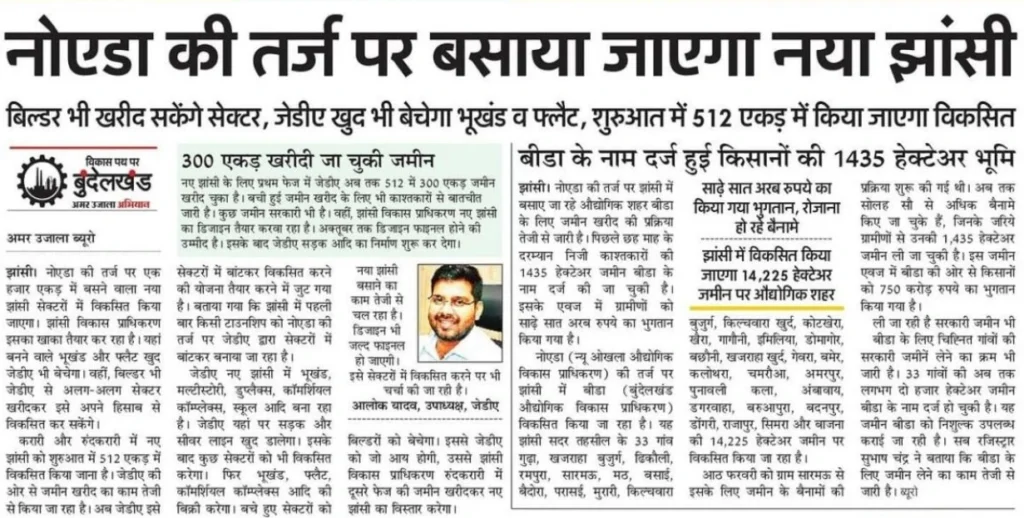 नोएडा की तर्ज पर बसाया जाएगा नया झांसी
बिल्डर भी खरीद सकेंगे सेक्टर, जेडीए खुद भी बेचेगा भूखंड व फ्लैट, शुरुआत में 512 एकड़ में किया जाएगा विकसित
विकास पथ पर
बुंदेलखंड
अमर उजाला अभियान
अमर उजाला ब्यूरो
झांसी। नोएडा की तर्ज पर एक
हजार एकड़ में बसने वाला नया
झांसी सेक्टरों में विकसित किया
जाएगा। झांसी विकास प्राधिकरण
इसका खाका तैयार कर रहा है। यहां
बनने वाले भूखंड और फ्लैट खुद
जेडीए भी बेचेगा। वहीं, बिल्डर भी
जेडीए से अलग-अलग सेक्टर
खरीदकर इसे अपने हिसाब से
विकसित कर सकेंगे।
करारी और रुंदकरारी में नए
झांसी को शुरुआत में 512 एकड़ में
विकसित किया जाना है। जेडीए की
ओर से जमीन खरीद का काम तेजी
से किया जा रहा है। अब जेडीए इसे
300 एकड़ खरीदी जा चुकी जमीन
नए झांसी के लिए प्रथम फेज में जेडीए अब तक 512 में 300 एकड़ जमीन
खरीद चुका है। बची हुई जमीन खरीद के लिए भी काश्तकारों से बातचीत
जारी है। कुछ जमीन सरकारी भी है। वहीं, झांसी विकास प्राधिकरण नए झांसी
का डिजाइन तैयार करवा रहा है। अक्तूबर तक डिजाइन फाइनल होने की
उम्मीद है। इसके बाद जेडीए सड़क आदि का निर्माण शुरू कर देगा।
सेक्टरों में बांटकर विकसित करने
की योजना तैयार करने में जुट गया
है। बताया गया कि झांसी में पहली
बार किसी टाउनशिप को नोएडा की
तर्ज पर जेडीए द्वारा सेक्टरों में
बांटकर बनाया जा रहा है।
जेडीए नए झांसी में भूखंड,
मल्टीस्टोरी, डुप्लैक्स, कॉमर्शियल
कॉम्प्लेक्स, स्कूल आदि बना रहा
है। जेडीए यहां पर सड़क और
सीवर लाइन खुद डालेगा। इसके
बाद कुछ सेक्टरों को भी विकसित
करेगा। फिर भूखंड, फ्लैट,
कॉमर्शियल कॉम्प्लेक्स आदि की
बिक्री करेगा। बचे हुए सेक्टरों को
नया झांसी
बसाने का
काम तेजी से
चल रहा है।
डिजाइन भी
जल्द फाइनल
हो जाएगी।
इसे सेक्टरों में विकसित करने पर भी
चर्चा की जा रही है।
आलोक यादव, उपाध्यक्ष, जेडीए
बिल्डरों को बेचेगा। इससे जेडीए
को जो आय होगी, उससे झांसी
विकास प्राधिकरण रुंदकरारी में
दूसरे फेज की जमीन खरीदकर नए
झांसी का विस्तार करेगा।
बीडा के नाम दर्ज हुई किसानों की 1435 हेक्टेअर भूमि
झांसी। नोएडा की तर्ज पर झांसी में
बसाए जा रहे औद्योगिक शहर बीडा
के लिए जमीन खरीद की प्रक्रिया
तेजी से जारी है। पिछले छह माह के
दरम्यान निजी काश्तकारों की
1435 हेक्टेअर जमीन बीडा के
नाम दर्ज की जा चुकी है।
इसके एवज में ग्रामीणों को
साढ़े सात अरब रुपये का भुगतान
किया गया है।
नोएडा (न्यू ओखला औद्योगिक
विकास प्राधिकरण) की तर्ज पर
झांसी में बीडा (बुंदेलखंड
औद्योगिक विकास प्राधिकरण)
विकसित किया जा रहा है। यह
झांसी सदर तहसील के 33 गांव
गुढ़ा, खजराहा बुजुर्ग, ढिकौली,
रमपुरा, सारमऊ, मठ, बसाई,
बैदोरा, परासई, मुरारी, किल्चवारा
साढ़े सात अरब रुपये का
किया गया भुगतान, रोजाना
हो रहे बैनामे
झांसी में विकसित किया
जाएगा 14,225 हेक्टेअर
जमीन पर औद्योगिक शहर
बुजुर्ग, किल्चवारा खुर्द, कोटखेरा,
खैरा, गागौनी, इमिलिया, डोमागोर,
बछौनी, खजराहा खुर्द, गेवरा, बमेर,
कलोथरा, चमरौआ, अमरपुर,
पुनावली कला, अंबाबाय,
डगरवाहा, बरुआपुरा, बदनपुर,
डोंगरी, राजापुर, सिमरा और बाजना
की 14,225 हेक्टेअर जमीन पर
विकसित किया जा रहा है।
आठ फरवरी को ग्राम सारमऊ से
इसके लिए जमीन के बैनामों की
प्रक्रिया शुरू की गई थी। अब तक
सोलह सौ से अधिक बैनामे
किए जा चुके हैं, जिनके जरिये
ग्रामीणों से उनकी 1,435 हेक्टेअर
जमीन ली जा चुकी है। इस जमीन
एवज में बीडा की ओर से किसानों
को 750 करोड़ रुपये का भुगतान
किया गया है।
ली जा रही है सरकारी जमीन भी
बीडा के लिए चिह्नित गांवों की
सरकारी जमीनें लेने का क्रम भी
जारी है। 33 गांवों की अब तक
लगभग दो हजार हेक्टेअर जमीन
बीडा के नाम दर्ज हो चुकी है। यह
जमीन बीडा को निशुल्क उपलब्ध
कराई जा रही है। सब रजिस्ट्रार
सुभाष चंद्र ने बताया कि बीडा के
लिए जमीन लेने का काम तेजी से
जारी है। ब्यूरो